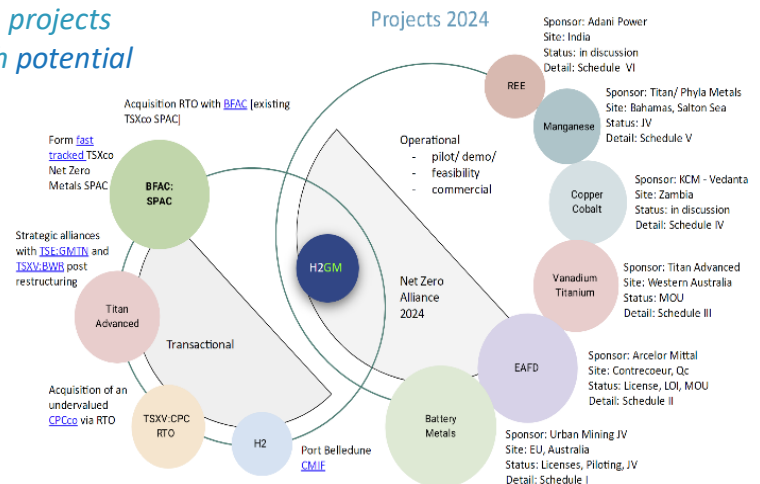 projects
potential
Projects 2024
Acquisition RTO with BFAC [existing
TSXco SPAC]
Form fast
tracked TSXco
Net Zero
Metals SPAC
BFAC:
SPAC
Strategic alliances
with TSE:GMTN and
TSXV:BWR post
restructuring
Titan
Advanced
Transactional
Acquisition of an
undervalued
CPCco via RTO
TSXV:CPC
RTO
H2
Port Belledune
CMIF
H2GM
Operational
- pilot/ demo/
- feasibility
- commercial
Net Zero
Alliance
2024
REE
Sponsor: Adani Power
Site: India
Status: in discussion
Detail: Schedule VI
Manganese
Sponsor: Titan/ Phyla Metals
Site: Bahamas, Salton Sea
Status: JV
Detail: Schedule V
Copper
Cobalt
Sponsor: KCM - Vedanta
Site: Zambia
Status: in discussion
Detail: Schedule IV
Vanadium
Titanium
Sponsor: Titan Advanced
Site: Western Australia
Status: MOU
Detail: Schedule III
EAFD
Sponsor: Arcelor Mittal
Site: Contrecoeur, Qc
Status: License, LOI, MOU
Detail: Schedule II
Battery
Metals
Sponsor: Urban Mining JV
Site: EU, Australia
Status: Licenses, Piloting, JV
Detail: Schedule I